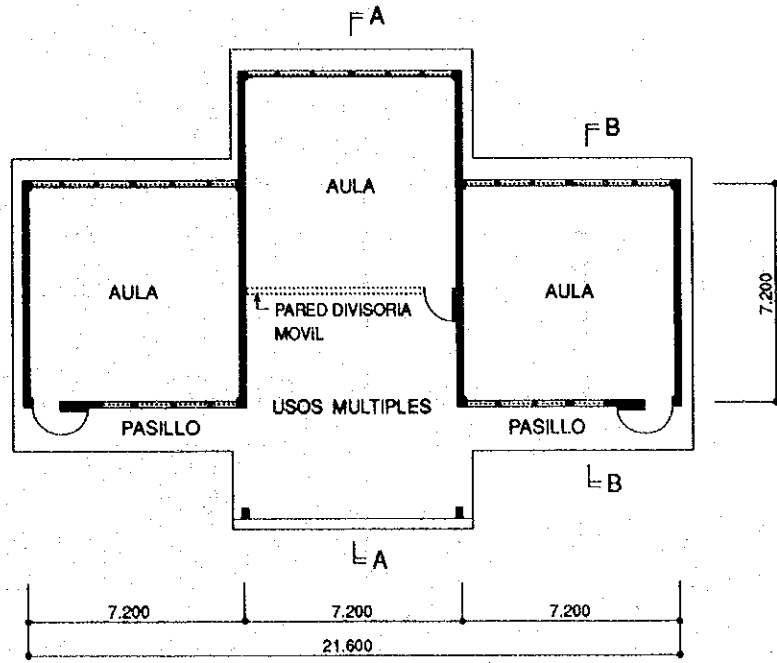 A
B
AULA
AULA
AULA
PARED DIVISORIA
MOVIL
7.200
USOS MULTIPLES
PASILLO
PASILLO
B
A
7.200
7.200
7.200
21.600